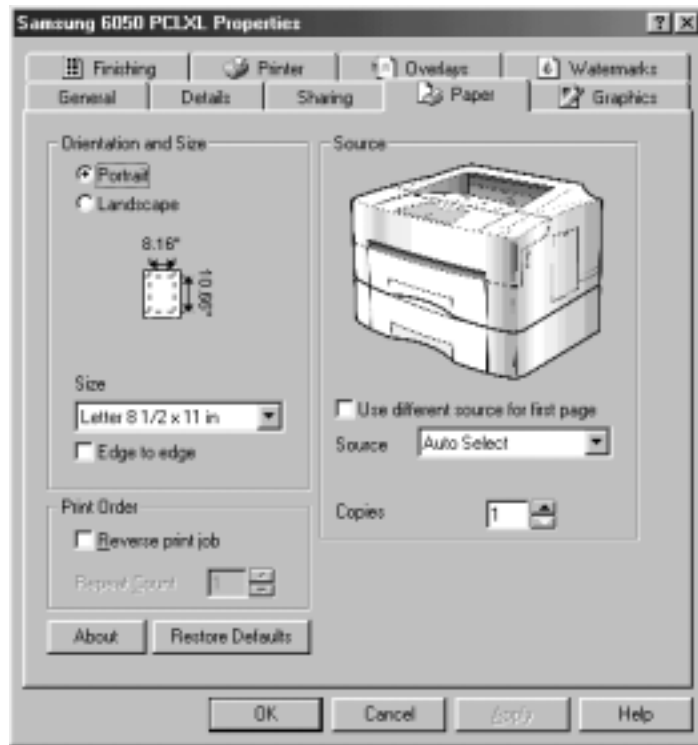 Samsung 6050 PCLXL Properties
Finishing
Printer
Overlays
Watermarks
General
Details
Sharing
Paper
Graphics
Orientation and Size
Portrait
Landscape
8.16"
10.66"
Size
Letter 8 1/2 x 11 in
Edge to edge
Print Order
Reverse print job
Repeat Count
1
About
Restore Defaults
Source
Use different source for first page
Source
Auto Select
Copies
1
OK
Cancel
Apply
Help